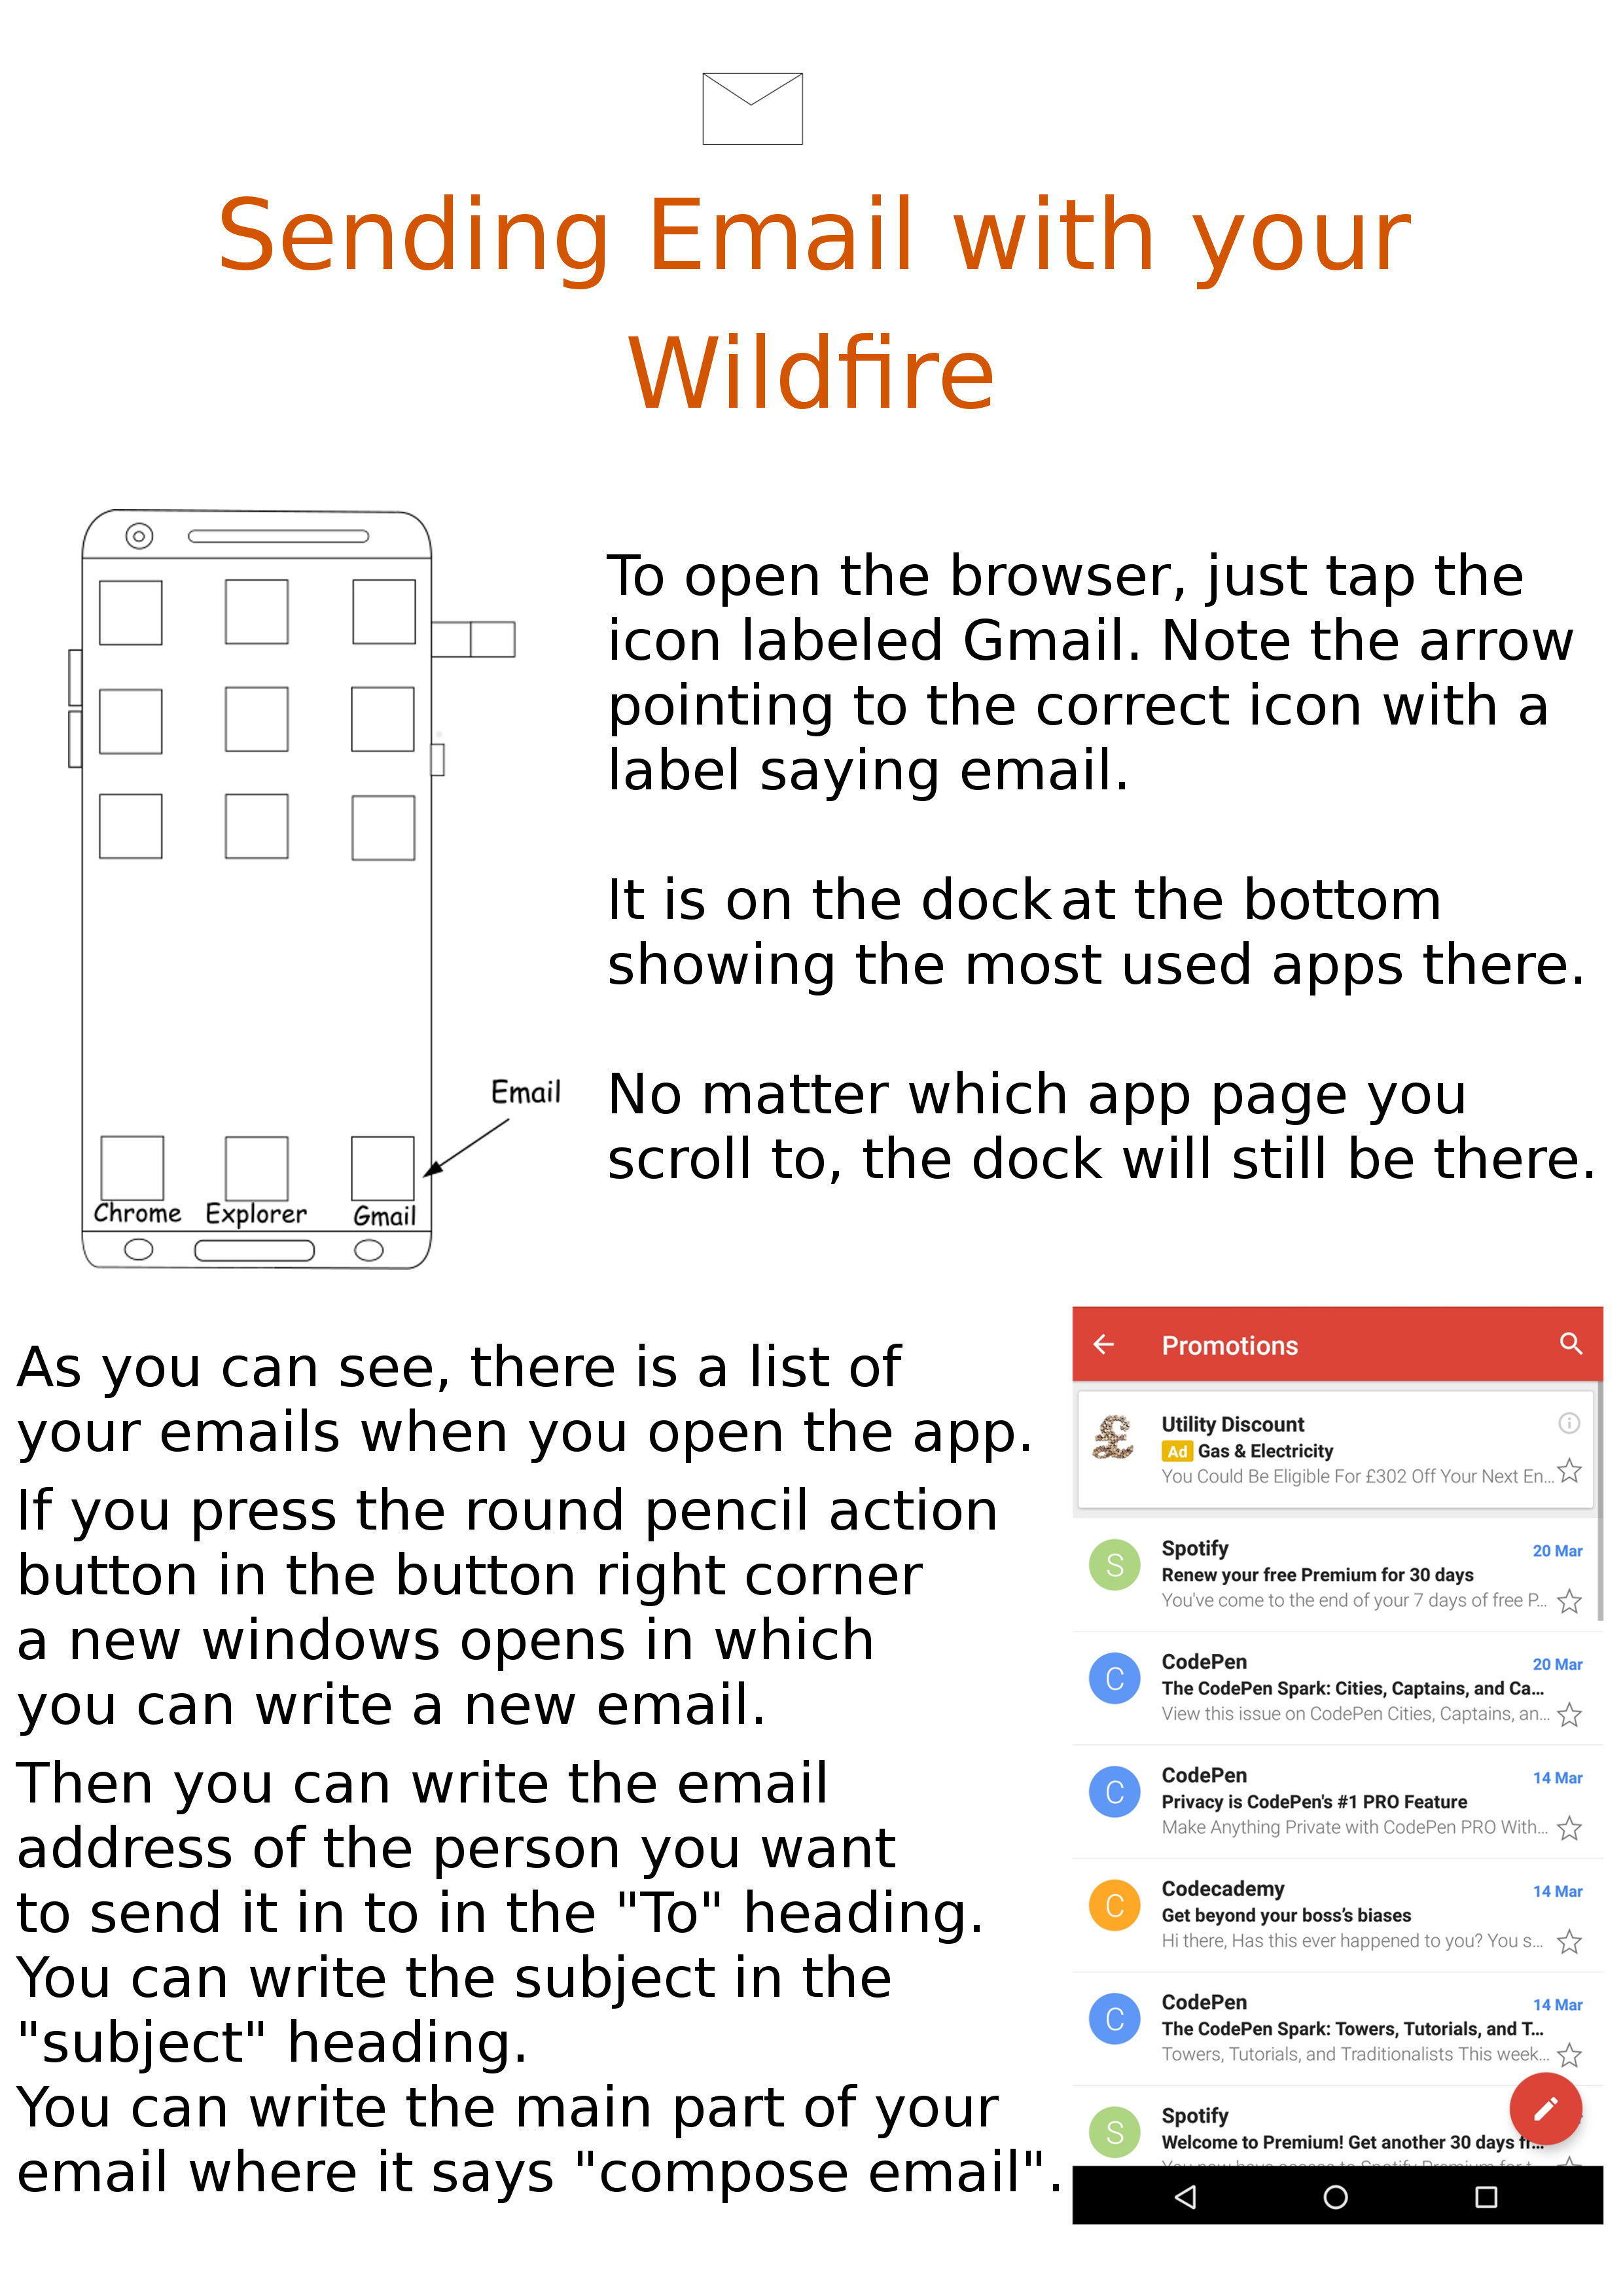 Sending Email with your
Wildfire
To open the browser, just tap the
icon labeled Gmail. Note the arrow
pointing to the correct icon with a
label saying email.
It is on the dock at the bottom
showing the most used apps there.
No matter which app page you
scroll to, the dock will still be there.
Email
Chrome Explorer Gmail
As you can see, there is a list of
your emails when you open the app.
If you press the round pencil action
button in the button right corner
a new windows opens in which
you can write a new email.
Then you can write the email
address of the person you want
to send it in to in the "To" heading.
You can write the subject in the
"subject" heading.
You can write the main part of your
email where it says "compose email".
Promotions
£
Utility Discount
Ad Gas & Electricity
You Could Be Eligible For £302 Off Your Next En...
S
Spotify 20 Mar
Renew your free Premium for 30 days
You've come to the end of your 7 days of free P...
C
CodePen 20 Mar
The CodePen Spark: Cities, Captains, and Ca...
View this issue on CodePen Cities, Captains, an...
C
CodePen 14 Mar
Privacy is CodePen's #1 PRO Feature
Make Anything Private with CodePen PRO With...
C
Codecademy 14 Mar
Get beyond your boss’s biases
Hi there, Has this ever happened to you? You s...
C
CodePen 14 Mar
The CodePen Spark: Towers, Tutorials, and T...
Towers, Tutorials, and Traditionalists This week...
S
Spotify
Welcome to Premium! Get another 30 days